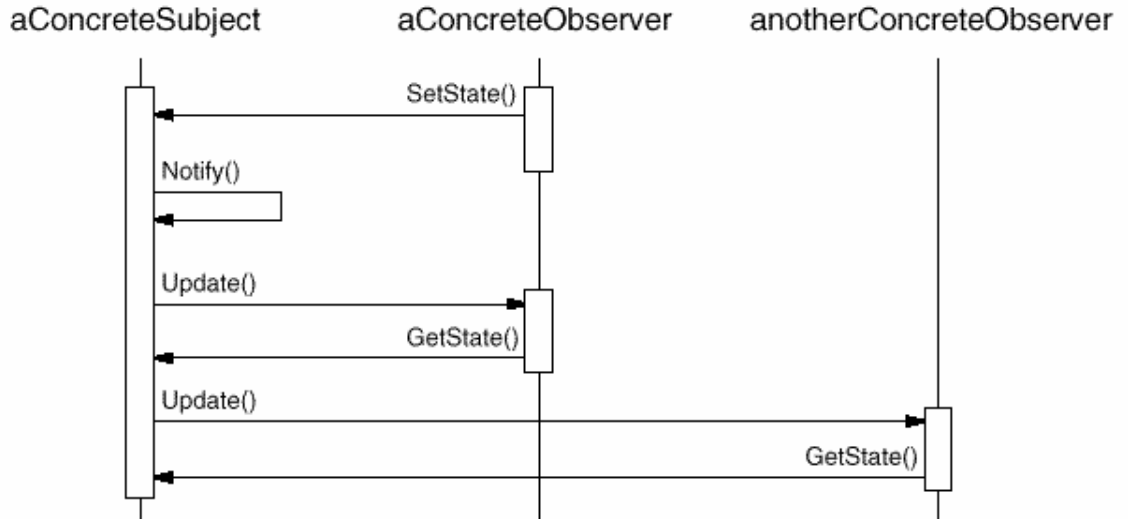 aConcreteSubject aConcreteObserver anotherConcreteObserver
SetState()
Notify()
Update()
GetState()
Update()
GetState()